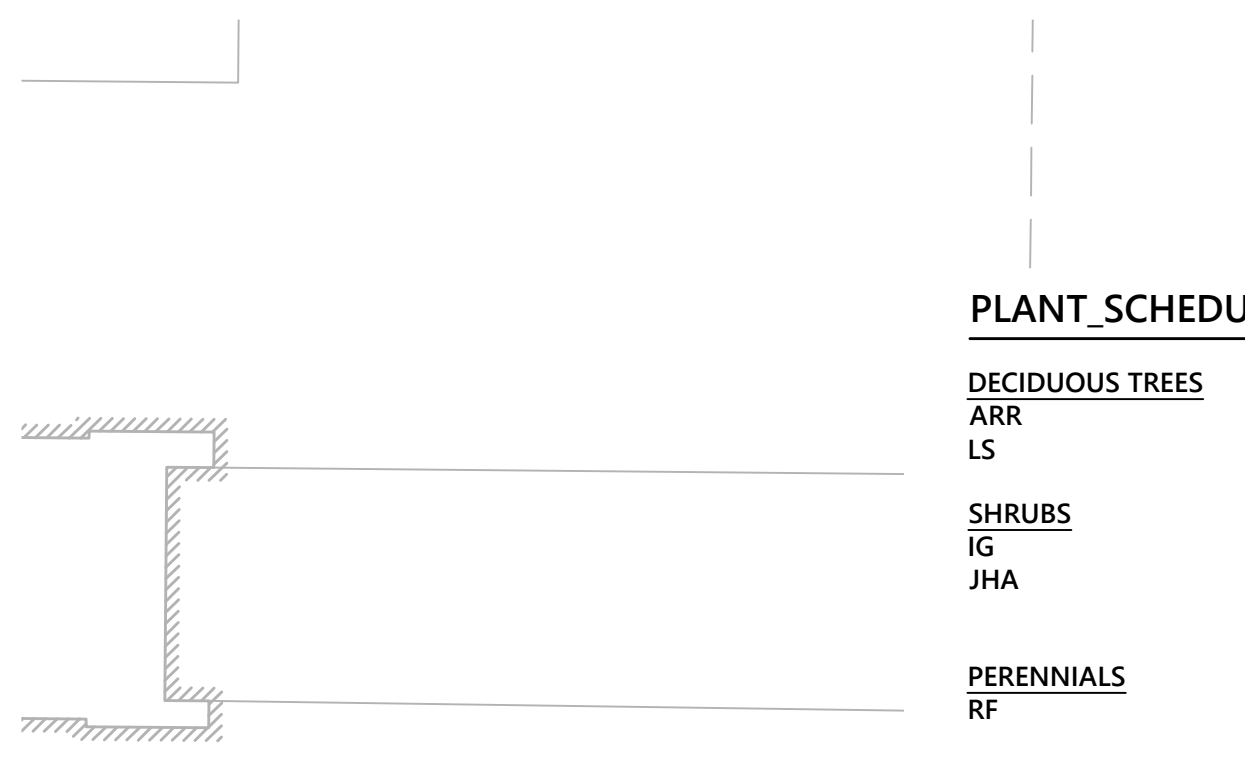 PLANT_SCHEDU
DECIDUOUS TREES
ARR
LS
SHRUBS
IG
JHA
PERENNIALS
RF